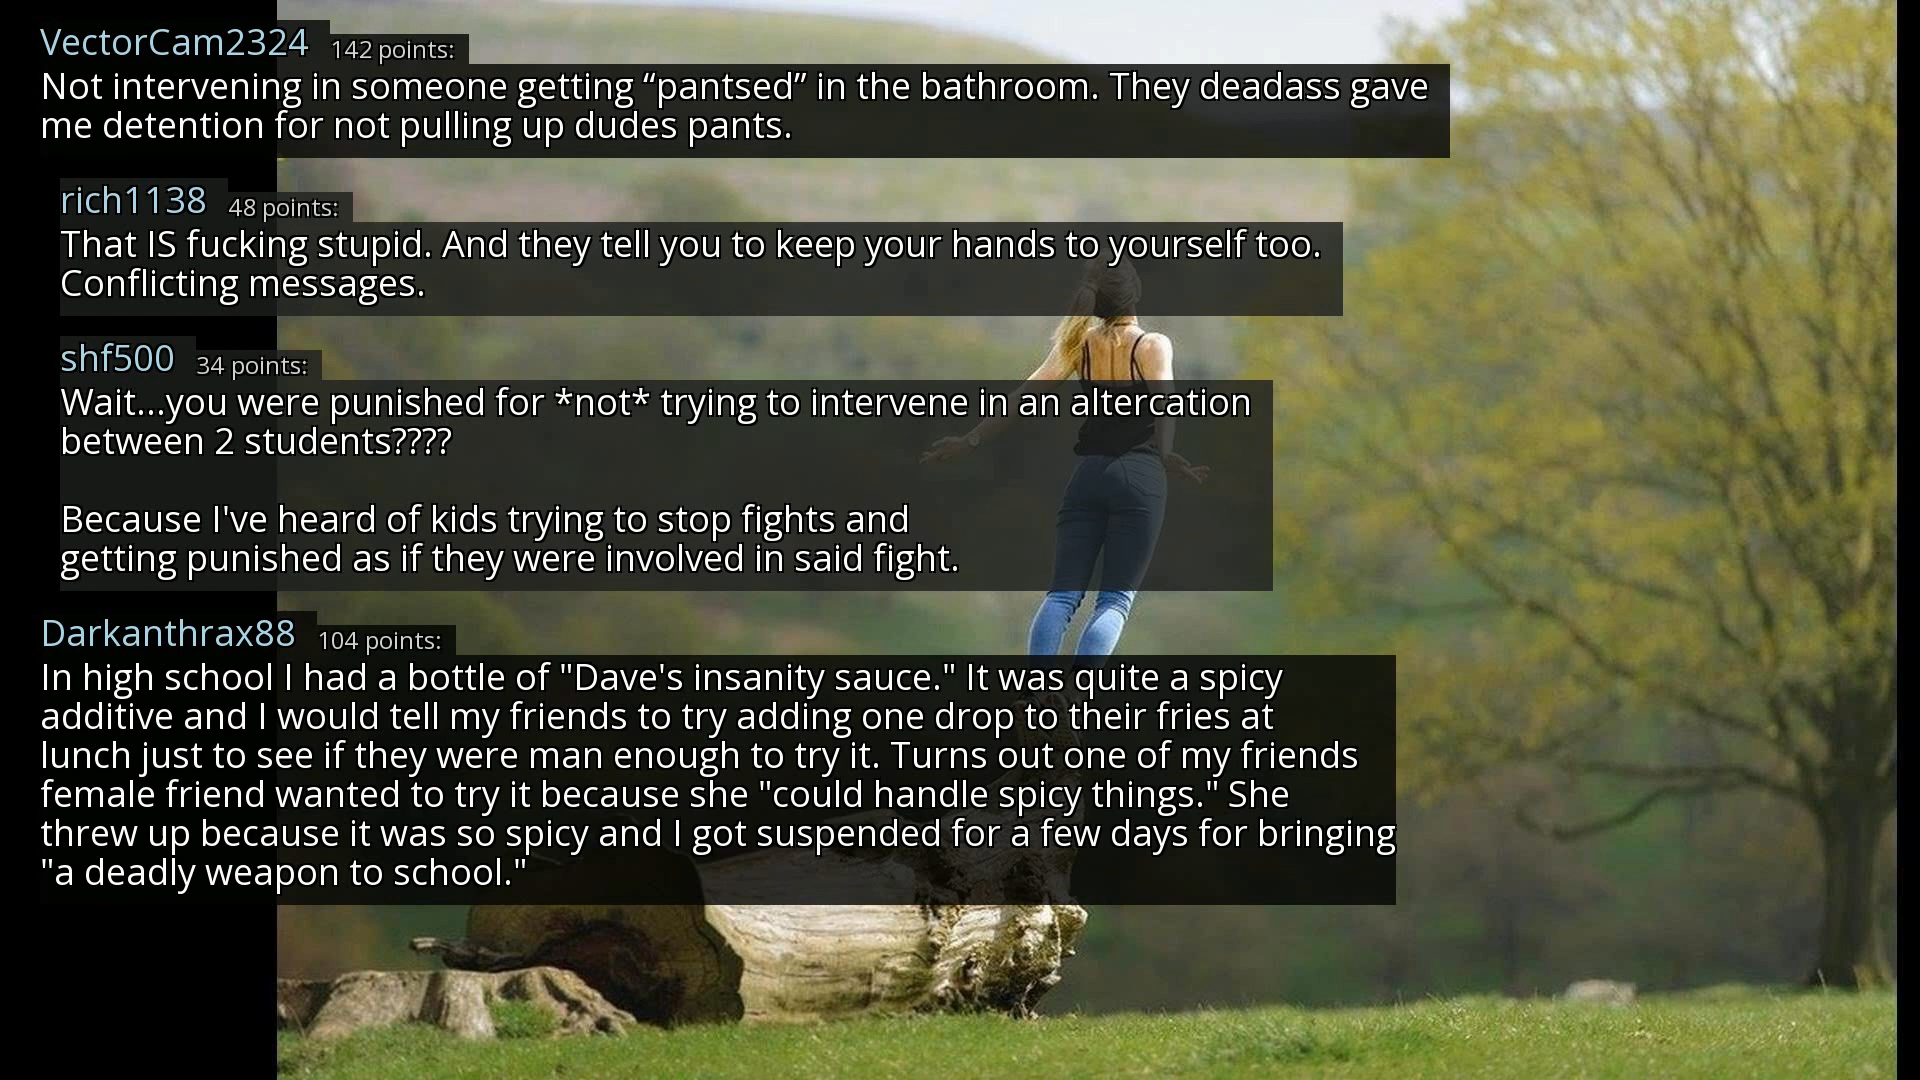 VectorCam2324 142 points:
Not intervening in someone getting “pantsed” in the bathroom. They deadass gave
me detention for not pulling up dudes pants.
rich1138 48 points:
That IS fucking stupid. And they tell you to keep your hands to yourself too.
Conflicting messages.
shf500 34 points:
Wait...you were punished for *not* trying to intervene in an altercation
between 2 students????
Because I've heard of kids trying to stop fights and
getting punished as if they were involved in said fight.
Darkanthrax88 104 points:
In high school I had a bottle of "Dave's insanity sauce." It was quite a spicy
additive and I would tell my friends to try adding one drop to their fries at
lunch just to see if they were man enough to try it. Turns out one of my friends
female friend wanted to try it because she "could handle spicy things." She
threw up because it was so spicy and I got suspended for a few days for bringing
"a deadly weapon to school."